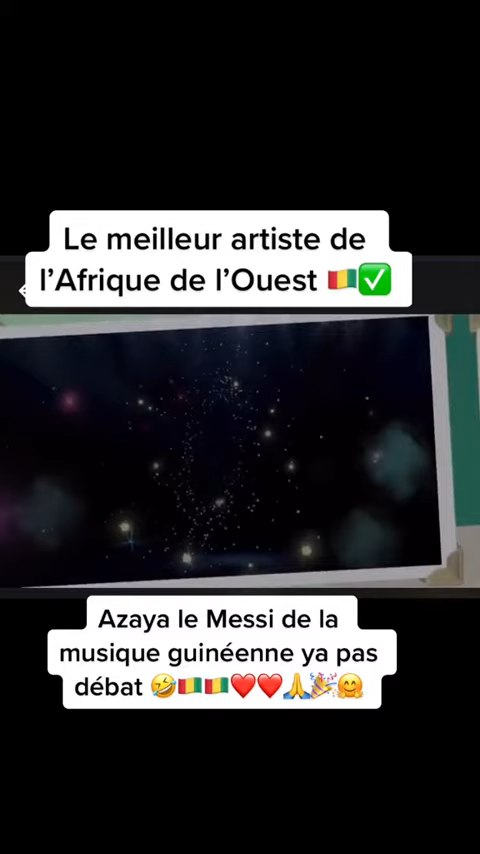 Le meilleur artiste de
l’Afrique de l’Ouest 🇬🇳✅
Azaya le Messi de la
musique guinéenne ya pas
débat 🤣🇬🇳🇬🇳❤️❤️🙏🎉🤗